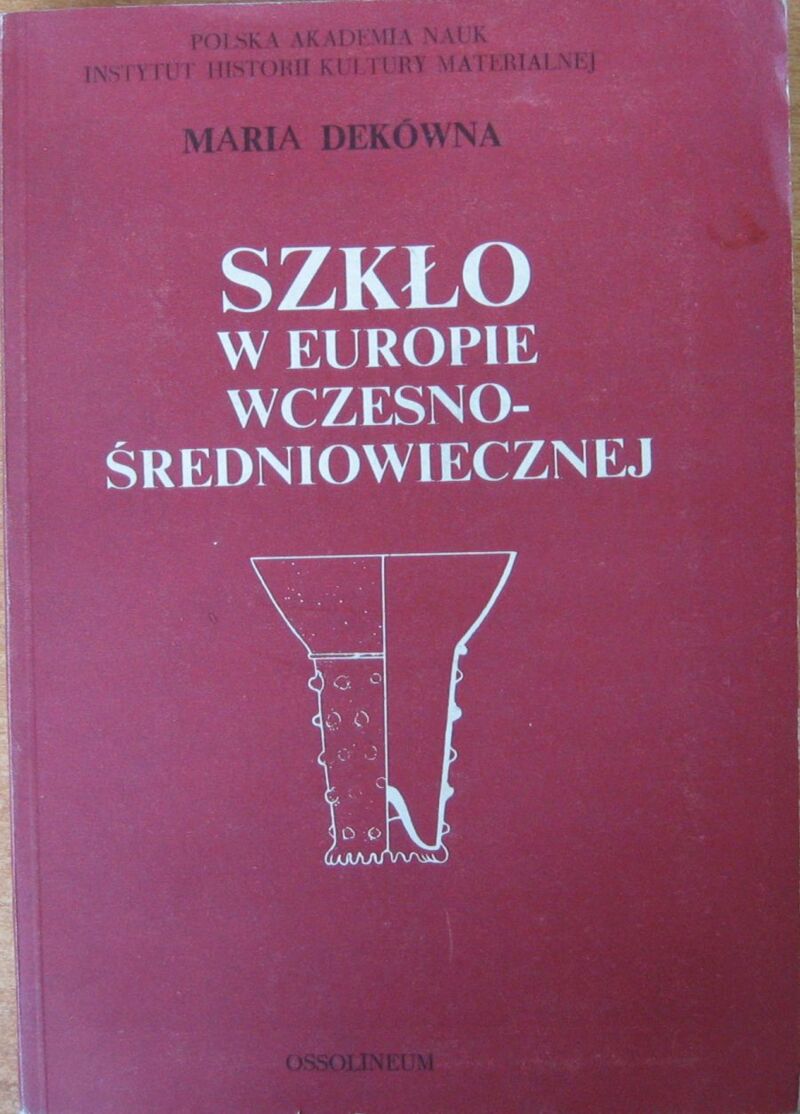 POLSKA AKADEMIA NAUK
INSTYTUT HISTORII KULTURY MATERIALNEJ
MARIA DEKÓWNA
SZKŁO
W EUROPIE
WCZESNO-
ŚREDNIOWIECZNEJ
OSSOLINEUM